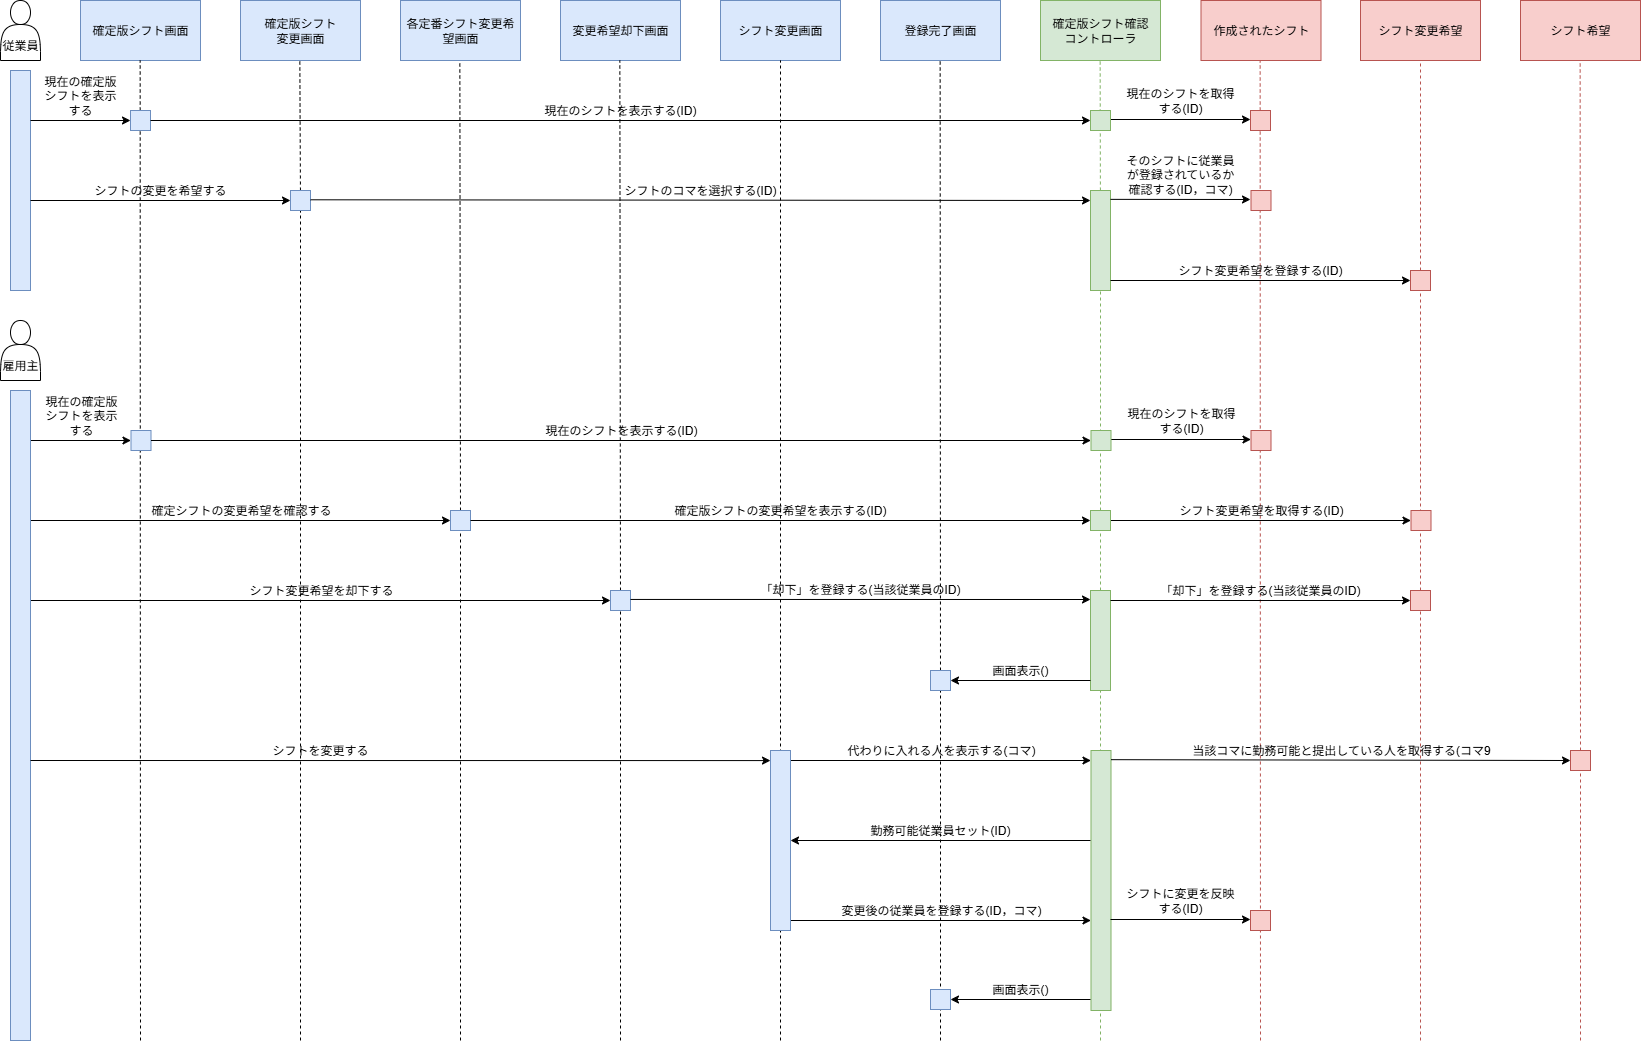 従業員
確定版シフト画面
確定版シフト
変更画面
各定番シフト変更希
望画面
変更希望却下画面
シフト変更画面
登録完了画面
確定版シフト確認
コントローラ
作成されたシフト
シフト変更希望
シフト希望
現在の確定版
シフトを表示
する
現在のシフトを表示する(ID)
現在のシフトを取得
する(ID)
シフトの変更を希望する
シフトのコマを選択する(ID)
そのシフトに従業員
が登録されているか
確認する(ID，コマ)
シフト変更希望を登録する(ID)
雇用主
現在の確定版
シフトを表示
する
現在のシフトを表示する(ID)
現在のシフトを取得
する(ID)
確定シフトの変更希望を確認する
確定版シフトの変更希望を表示する(ID)
シフト変更希望を取得する(ID)
シフト変更希望を却下する
「却下」を登録する(当該従業員のID)
「却下」を登録する(当該従業員のID)
画面表示()
シフトを変更する
代わりに入れる人を表示する(コマ)
当該コマに勤務可能と提出している人を取得する(コマ9
勤務可能従業員セット(ID)
変更後の従業員を登録する(ID，コマ)
シフトに変更を反映
する(ID)
画面表示()